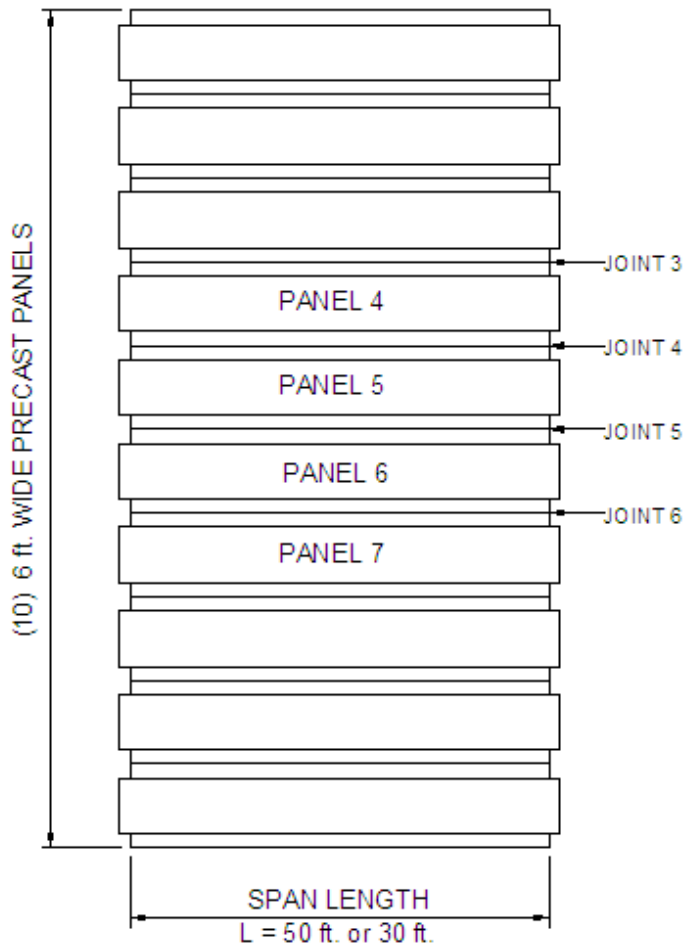 (10) 6 ft. WIDE PRECAST PANELS
JOINT 3
PANEL 4
JOINT 4
PANEL 5
JOINT 5
PANEL 6
JOINT 6
PANEL 7
SPAN LENGTH
L = 50 ft. or 30 ft.